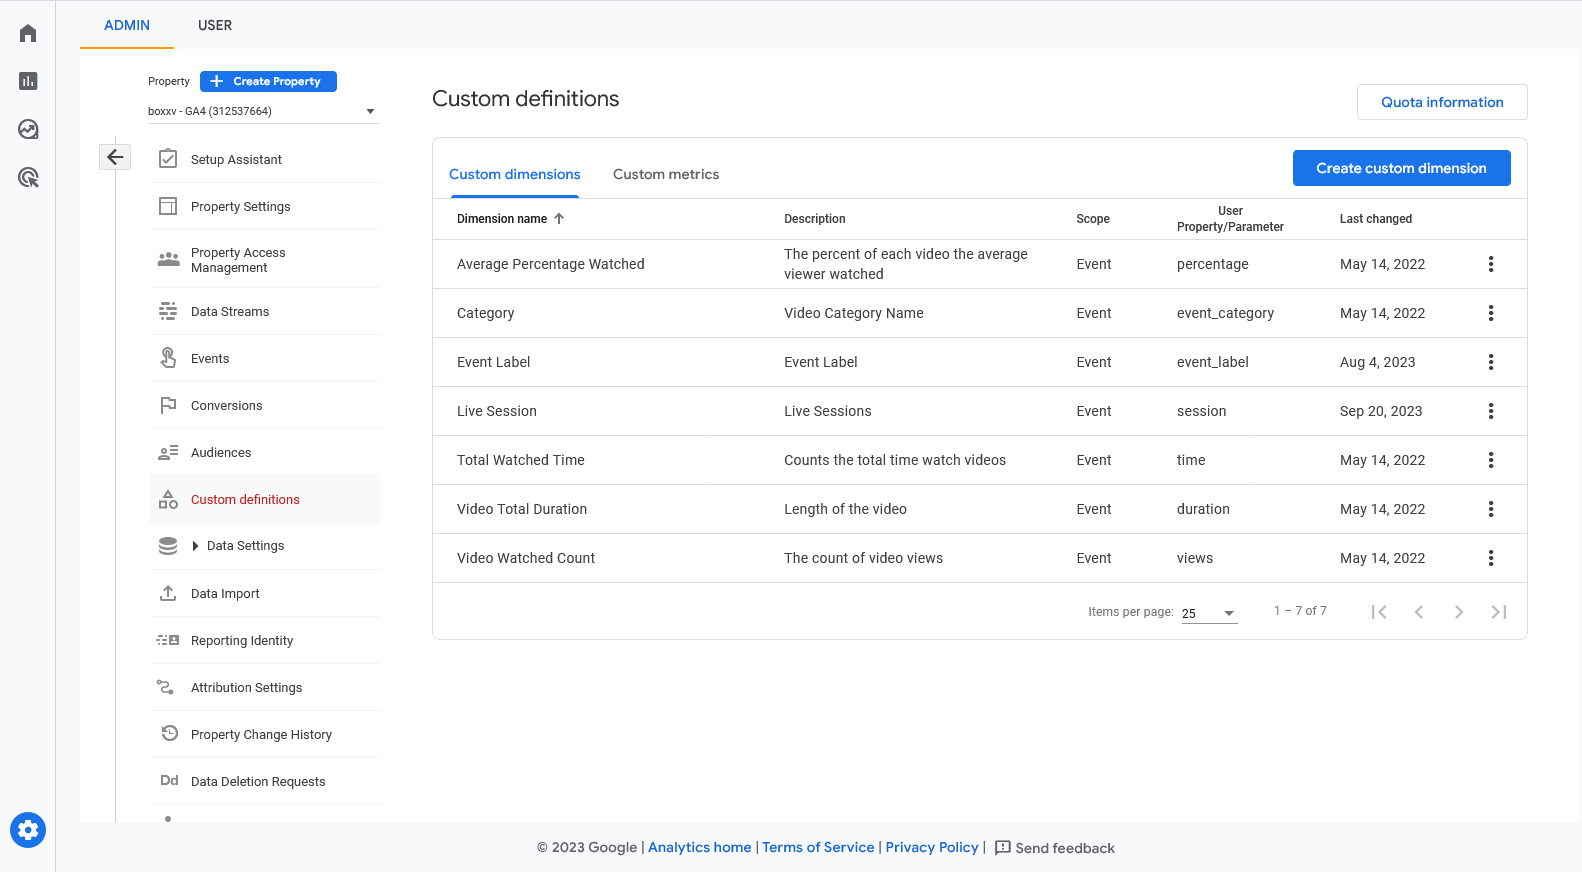 ADMIN
USER
Property
Create Property
boxxv - GA4 (312537664)
Setup Assistant
Property Settings
Property Access
Management
Data Streams
Events
Conversions
Audiences
Custom definitions
Data Settings
Data Import
Reporting Identity
Attribution Settings
Property Change History
Dd Data Deletion Requests
Custom definitions
Quota information
Custom dimensions
Custom metrics
Create custom dimension
Dimension name
Description
Scope
User
Property/Parameter
Last changed
Average Percentage Watched
The percent of each video the average
viewer watched
Event
percentage
May 14, 2022
Category
Video Category Name
Event
event_category
May 14, 2022
Event Label
Event Label
Event
event_label
Aug 4, 2023
Live Session
Live Sessions
Event
session
Sep 20, 2023
Total Watched Time
Counts the total time watch videos
Event
time
May 14, 2022
Video Total Duration
Length of the video
Event
duration
May 14, 2022
Video Watched Count
The count of video views
Event
views
May 14, 2022
Items per page: 25
1 – 7 of 7
© 2023 Google | Analytics home | Terms of Service | Privacy Policy | Send feedback